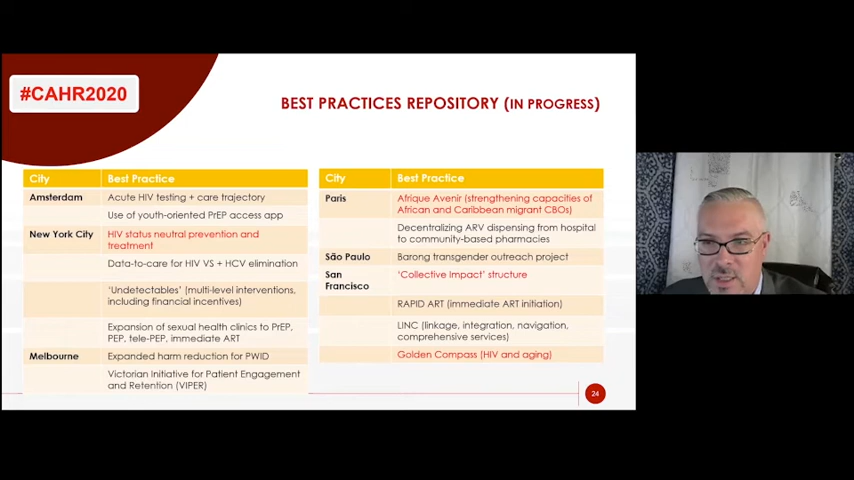 #CAHR2020
BEST PRACTICES REPOSITORY (IN PROGRESS)
City Best Practice
Amsterdam Acute HIV testing + care trajectory
Use of youth-oriented PrEP access app
New York City HIV status neutral prevention and
treatment
Data-to-care for HIV VS + HCV elimination
‘Undetectables’ (multi-level interventions,
including financial incentives)
Expansion of sexual health clinics to PrEP,
PEP, tele-PEP, immediate ART
Melbourne Expanded harm reduction for PWID
Victorian Initiative for Patient Engagement
and Retention (VIPER)
City Best Practice
Paris Afrique Avenir (strengthening capacities of
African and Caribbean migrant CBOs)
Decentralizing ARV dispensing from hospital
to community-based pharmacies
São Paulo Barong transgender outreach project
San ‘Collective Impact’ structure
Francisco
RAPID ART (immediate ART initiation)
LINC (linkage, integration, navigation,
comprehensive services)
Golden Compass (HIV and aging)
24